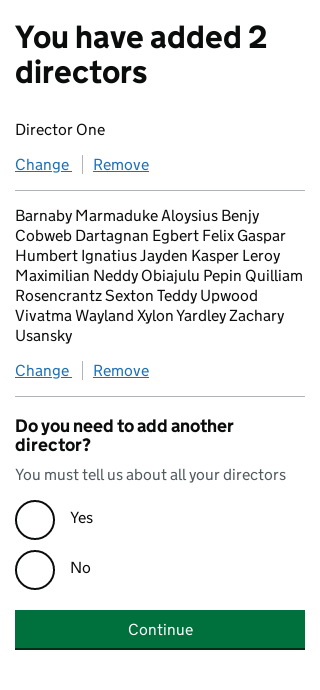 You have added 2
directors
Director One
Change Remove
Barnaby Marmaduke Aloysius Benjy
Cobweb Dartagnan Egbert Felix Gaspar
Humbert Ignatius Jayden Kasper Leroy
Maximilian Neddy Obiajulu Pepin Quilliam
Rosencrantz Sexton Teddy Upwood
Vivatma Wayland Xylon Yardley Zachary
Usansky
Change Remove
Do you need to add another
director?
You must tell us about all your directors
Yes
No
Continue